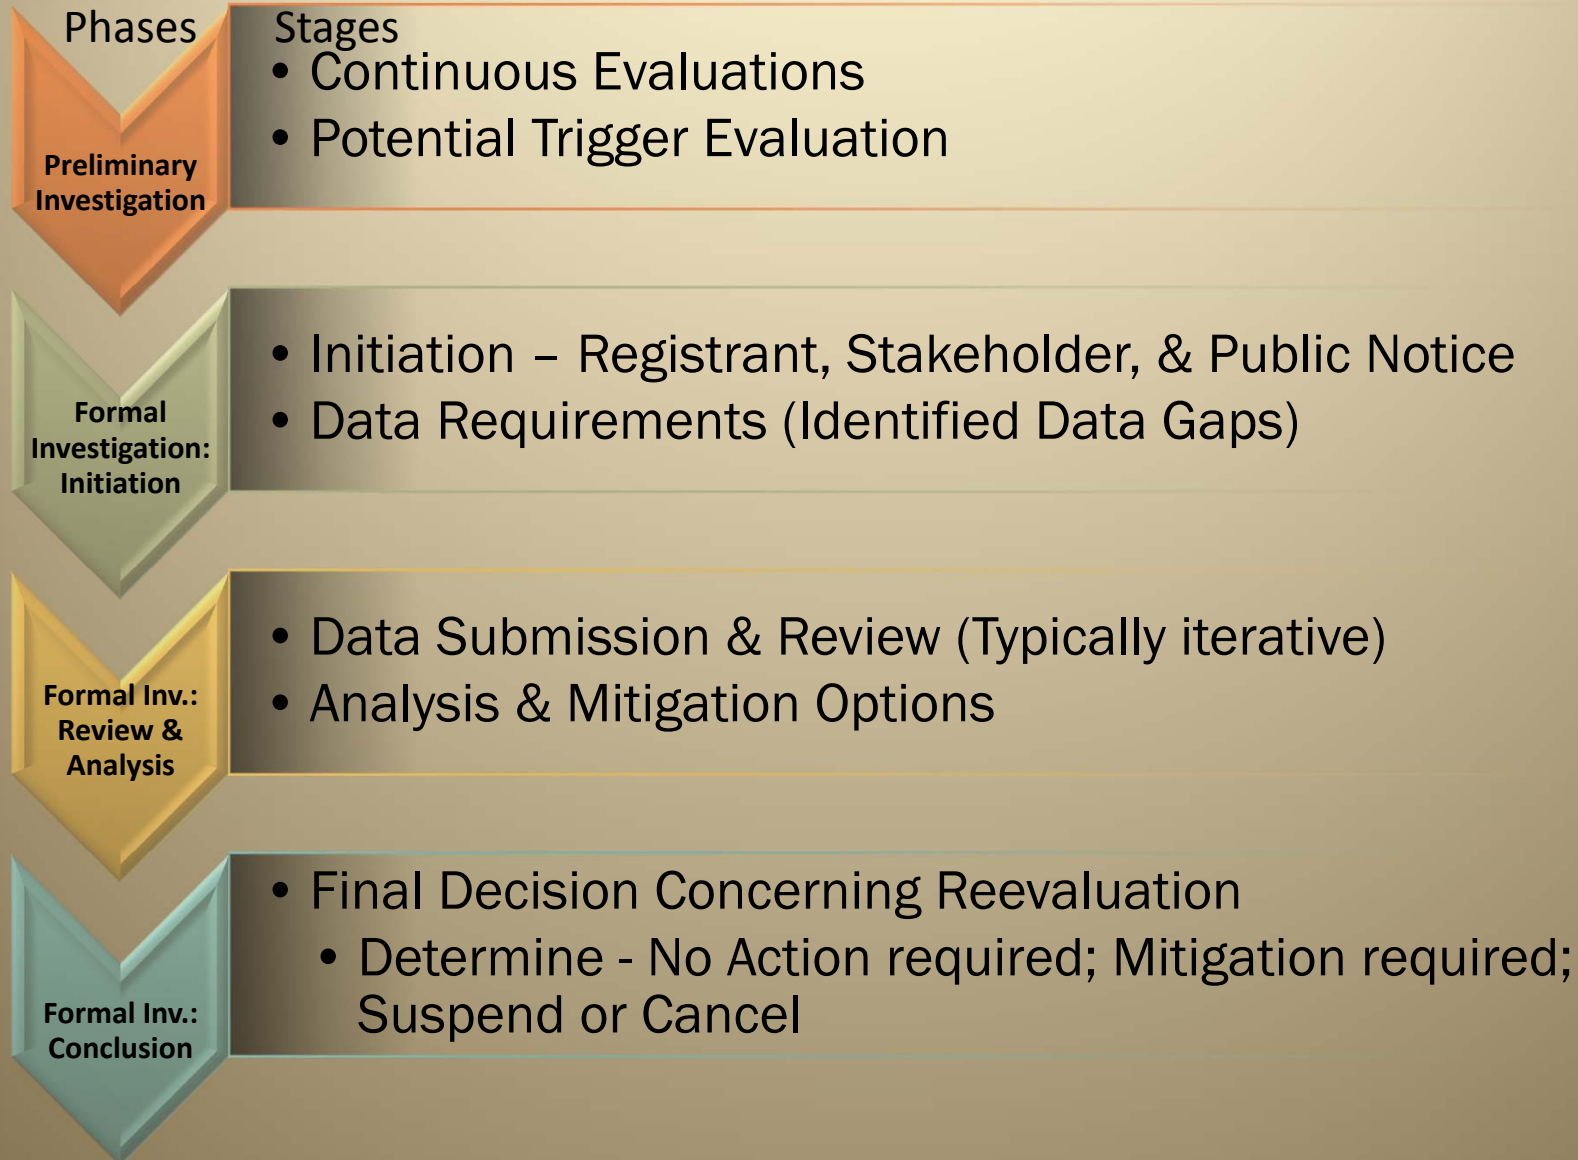 Phases
Stages
Preliminary
Investigation
• Continuous Evaluations
• Potential Trigger Evaluation
Formal
Investigation:
Initiation
• Initiation – Registrant, Stakeholder, & Public Notice
• Data Requirements (Identified Data Gaps)
Formal Inv.:
Review &
Analysis
• Data Submission & Review (Typically iterative)
• Analysis & Mitigation Options
Formal Inv.:
Conclusion
• Final Decision Concerning Reevaluation
• Determine - No Action required; Mitigation required;
Suspend or Cancel